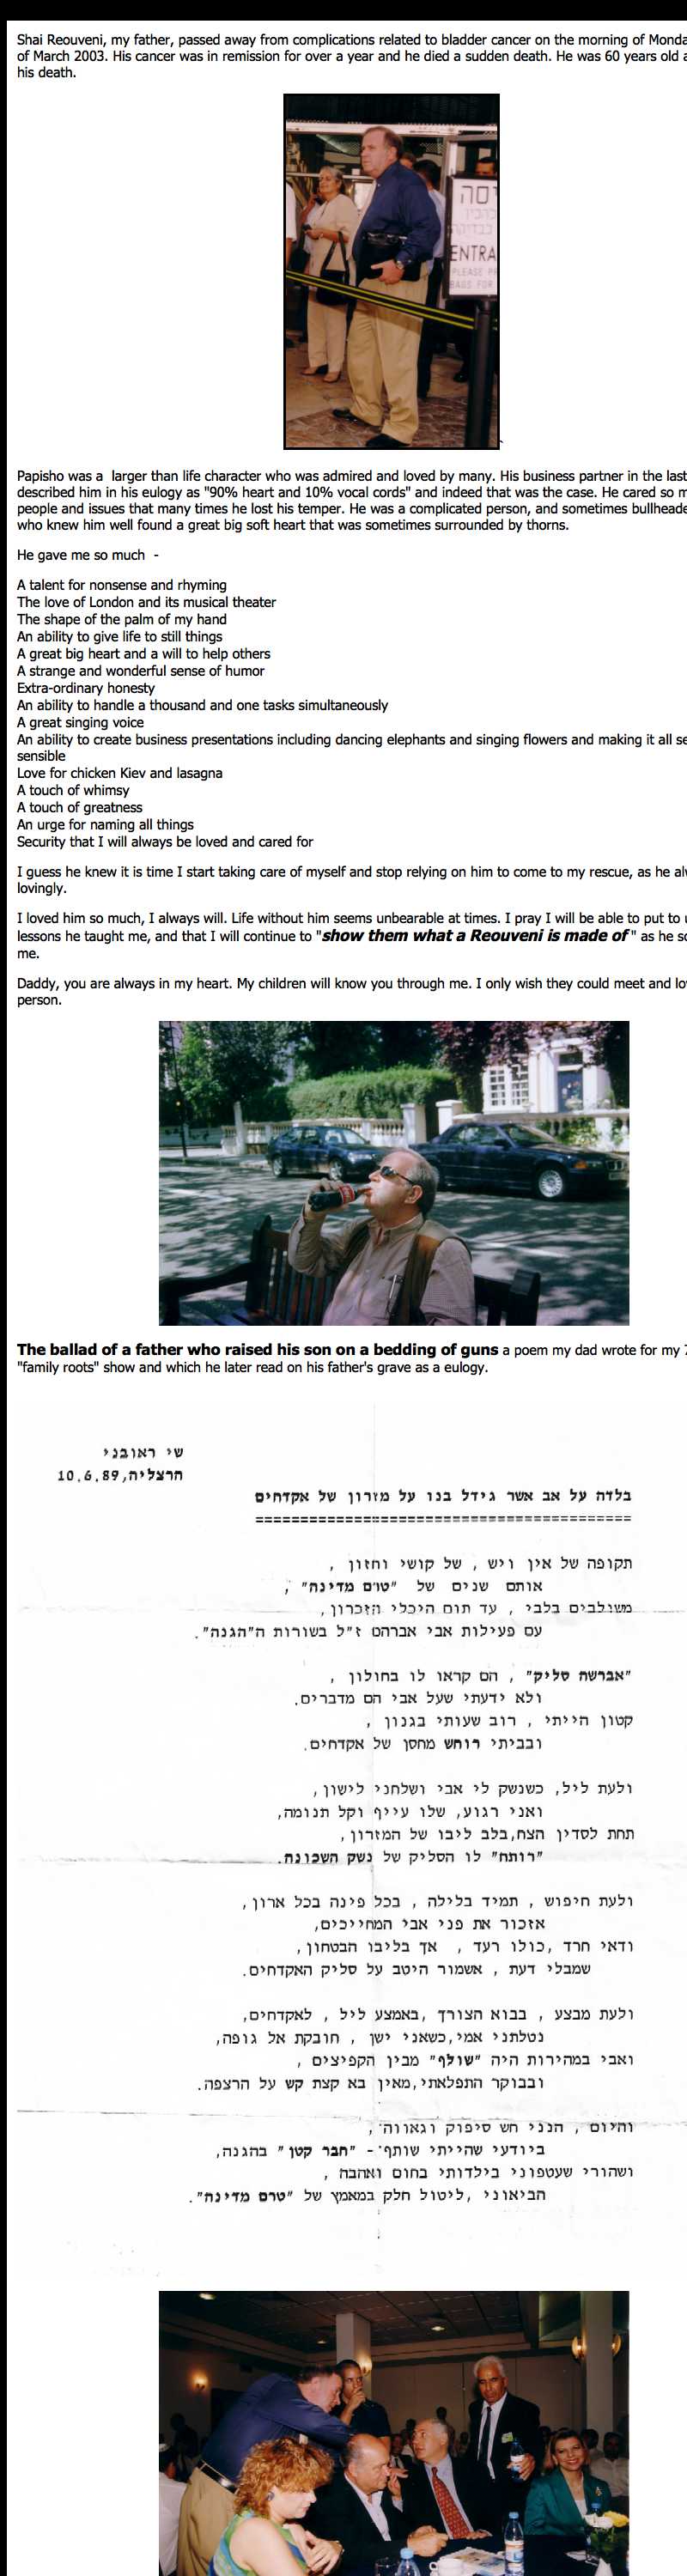 Shai Reouveni, my father, passed away from complications related to bladder cancer on the morning of Monda
of March 2003. His cancer was in remission for over a year and he died a sudden death. He was 60 years old a
his death.
סה
ENTRA
PLEASE PR
BAGS FOR
Papisho was a larger than life character who was admired and loved by many. His business partner in the last
described him in his eulogy as "90% heart and 10% vocal cords" and indeed that was the case. He cared so m
people and issues that many times he lost his temper. He was a complicated person, and sometimes bullheade
who knew him well found a great big soft heart that was sometimes surrounded by thorns.
He gave me so much -
A talent for nonsense and rhyming
The love of London and its musical theater
The shape of the palm of my hand
An ability to give life to still things
A great big heart and a will to help others
A strange and wonderful sense of humor
Extra-ordinary honesty
An ability to handle a thousand and one tasks simultaneously
A great singing voice
An ability to create business presentations including dancing elephants and singing flowers and making it all se
sensible
Love for chicken Kiev and lasagna
A touch of whimsy
A touch of greatness
An urge for naming all things
Security that I will always be loved and cared for
I guess he knew it is time I start taking care of myself and stop relying on him to come to my rescue, as he alw
lovingly.
I loved him so much, I always will. Life without him seems unbearable at times. I pray I will be able to put to u
lessons he taught me, and that I will continue to "show them what a Reouveni is made of " as he so
me.
Daddy, you are always in my heart. My children will know you through me. I only wish they could meet and lo
person.
The ballad of a father who raised his son on a bedding of guns a poem my dad wrote for my 7
"family roots" show and which he later read on his father's grave as a eulogy.
שי ראובני
הרצליה, 10.6.89
בלדה על אב אשר גידל בנו על מזרון של אקדחים
==========================================
תקופה של אין ויש , של קושי וחזון ,
אותם שנים של "טרם מדינה" ,
משולבים בלבי , עד תום היכלי הזכרון,
עם פעילות אבי אברהם ז"ל בשורות ה"הגנה".
"אברשה סליק" , הם קראו לו בחולון ,
ולא ידעתי שעל אבי הם מדברים.
קטון הייתי , רוב שעותי בגנון ,
ובביתי רוחש מחסן של אקדחים.
ולעת ליל, כשנשק לי אבי ושלחני לישון,
ואני רגוע, שלו עייף וקל תנומה,
תחת לסדין הצח,בלב ליבו של המזרון,
"רותח" לו הסליק של נשק השכונה.
ולעת חיפוש , תמיד בלילה , בכל פינה בכל ארון,
אזכור את פני אבי המחייכים,
ודאי חרד ,כולו רעד , אך בליבו הבטחון,
שמבלי דעת , אשמור היטב על סליק האקדחים.
ולעת מבצע , בבוא הצורך ,באמצע ליל , לאקדחים,
נטלתני אמי,כשאני ישן , חובקת אל גופה,
ואבי במהירות היה "שולף" מבין הקפיצים ,
ובבוקר התפלאתי,מאין בא קצת קש על הרצפה.
והיום , הנני חש סיפוק וגאווה ,
ביודעי שהייתי שותף - "חבר קטן" בהגנה,
ושהורי שעטפוני בילדותי בחום ואהבה ,
הביאוני ,ליטול חלק במאמץ של "טרם מדינה".